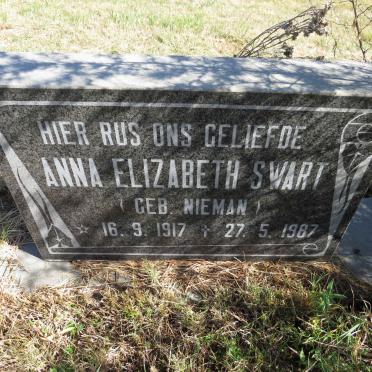 HIER RUS ONS GELIEFDE
ANNA ELIZABETH SWART
( GEB. NIEMAN )
* 16. 9. 1917 + 27. 5. 1987